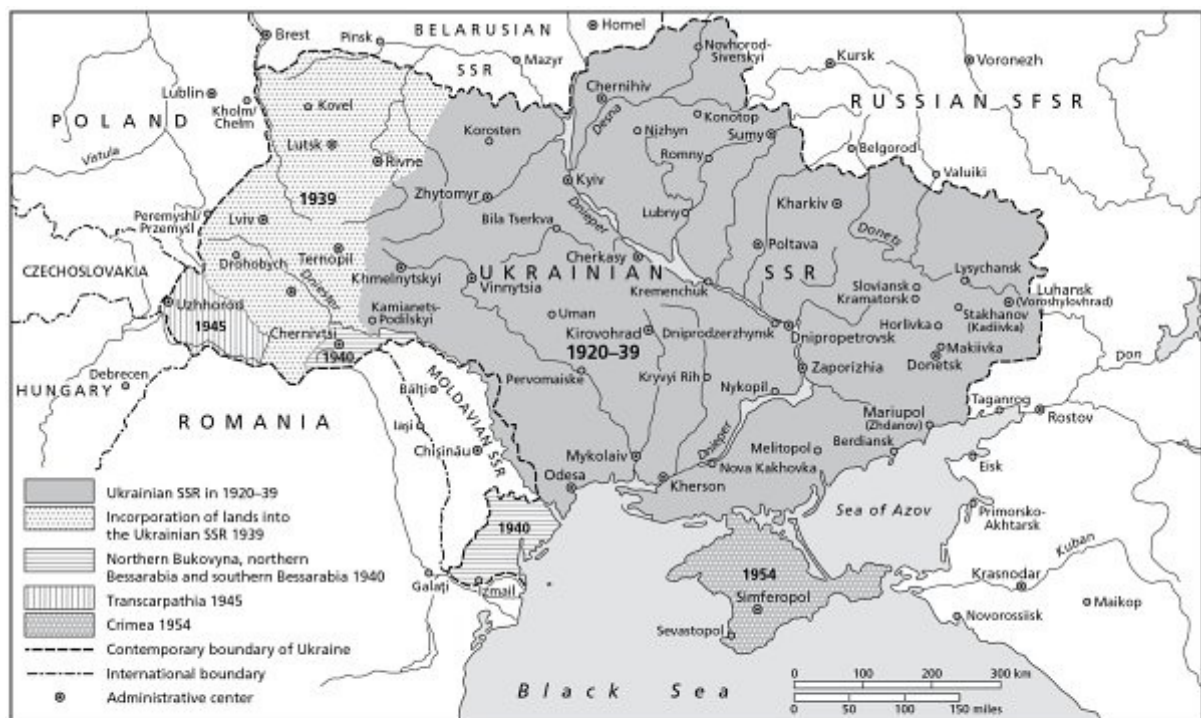 BELARUSIAN
SSR
POLAND
RUSSIAN SFSR
CZECHOSLOVAKIA
HUNGARY
ROMANIA
MOLDAVIAN SSR
UKRAINIAN SSR
1920–39
1939
1945
1940
1940
1954
Brest
Pinsk
Mazyr
Homel
Novhorod-
Siverskyi
Kursk
Voronezh
Lublin
Kholm/
Chelm
Kovel
Chernihiv
Desna
Konotop
Korosten
Nizhyn
Sumy
Vistula
Lutsk
Rivne
Romny
Belgorod
Valuiki
Kyiv
Zhytomyr
Peremyshl/
Przemyśl
Lviv
Bila Tserkva
Dnieper
Lubny
Kharkiv
Donets
Poltava
Drohobych
Ternopil
Khmelnytskyi
Cherkasy
Vinnytsia
Kremenchuk
Sloviansk
Kramatorsk
Lysychansk
Luhansk
(Voroshylovhrad)
Stakhanov
(Kadiivka)
Uzhhorod
Dniester
Kamianets-
Podilskyi
Uman
Kirovohrad
Dniprodzerzhynsk
Dnipropetrovsk
Horlivka
Makiivka
Donetsk
Don
Chernivtsi
Debrecen
Pervomaiske
Kryvyi Rih
Zaporizhia
Nykopil
Bălţi
Iaşi
Chişinău
Mariupol
(Zhdanov)
Taganrog
Rostov
Berdiansk
Melitopol
Dnieper
Mykolaiv
Nova Kakhovka
Odesa
Kherson
Eisk
Sea of Azov
Primorsko-
Akhtarsk
Kuban
Krasnodar
Maikop
Novorossiisk
Galaţi
Izmail
Simferopol
Sevastopol
Black Sea
Ukrainian SSR in 1920–39
Incorporation of lands into
the Ukrainian SSR 1939
Northern Bukovyna, northern
Bessarabia and southern Bessarabia 1940
Transcarpathia 1945
Crimea 1954
Contemporary boundary of Ukraine
International boundary
Administrative center
0 100 200 300 km
0 50 100 150 miles